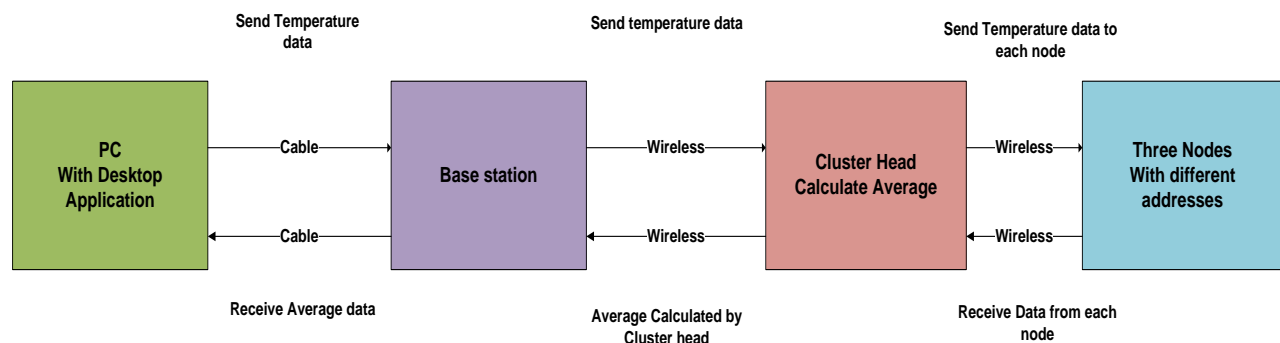 Send Temperature
data
Send temperature data
Send Temperature data to
each node
PC
With Desktop
Application
Cable
Cable
Base station
Wireless
Wireless
Cluster Head
Calculate Average
Wireless
Wireless
Three Nodes
With different
addresses
Receive Average data
Average Calculated by
Cluster head
Receive Data from each
node